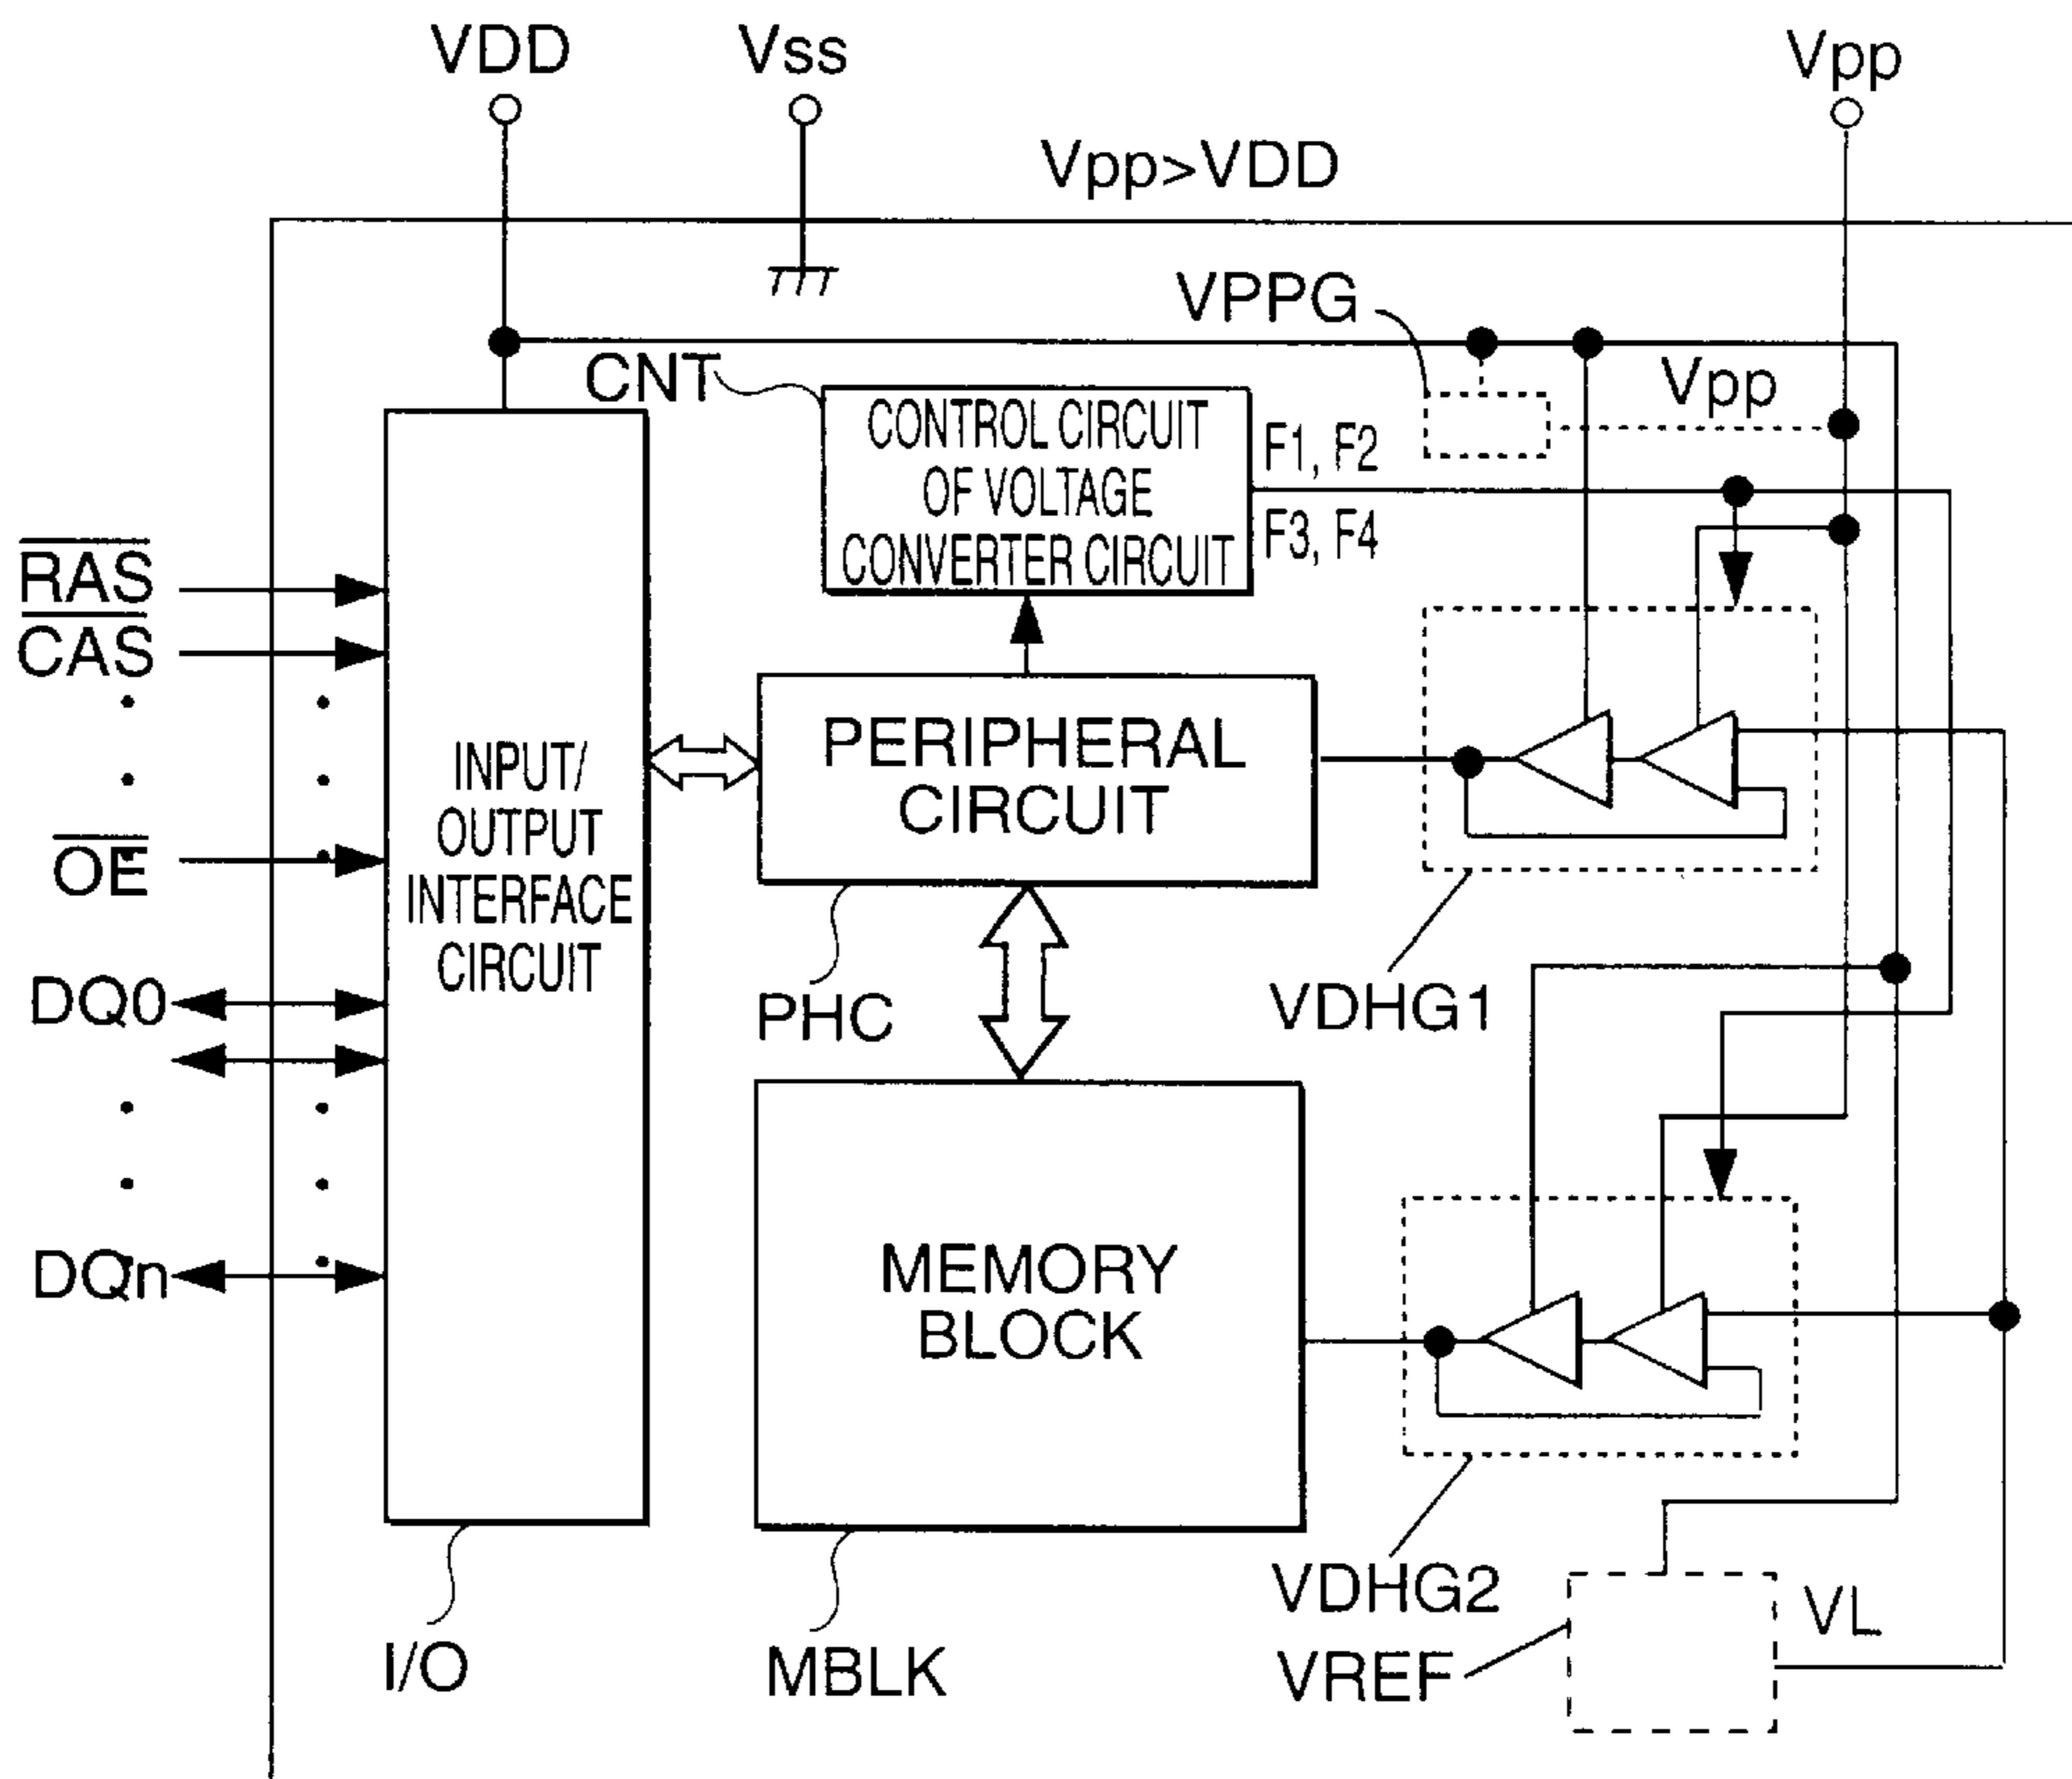 VDD
Vss
Vpp
Vpp>VDD
VPPG
CNT
Vpp
CONTROL CIRCUIT
OF VOLTAGE
CONVERTER CIRCUIT
F1, F2
F3, F4
RAS
CAS
OE
DQ0
DQn
INPUT/
OUTPUT
INTERFACE
CIRCUIT
PERIPHERAL
CIRCUIT
PHC
VDHG1
MEMORY
BLOCK
VDHG2
VREF
VL
I/O
MBLK